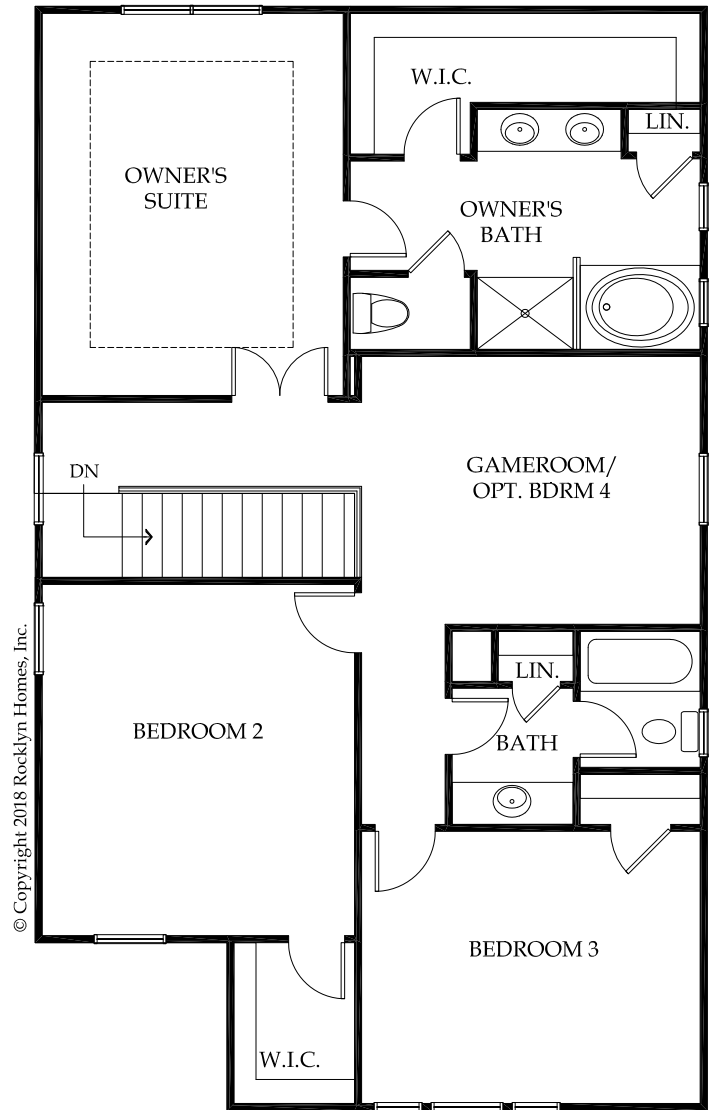 W.I.C.
LIN.
OWNER'S
SUITE
OWNER'S
BATH
DN
GAMEROOM/
OPT. BDRM 4
LIN.
BEDROOM 2
BATH
© Copyright 2018 Rocklyn Homes, Inc.
BEDROOM 3
W.I.C.